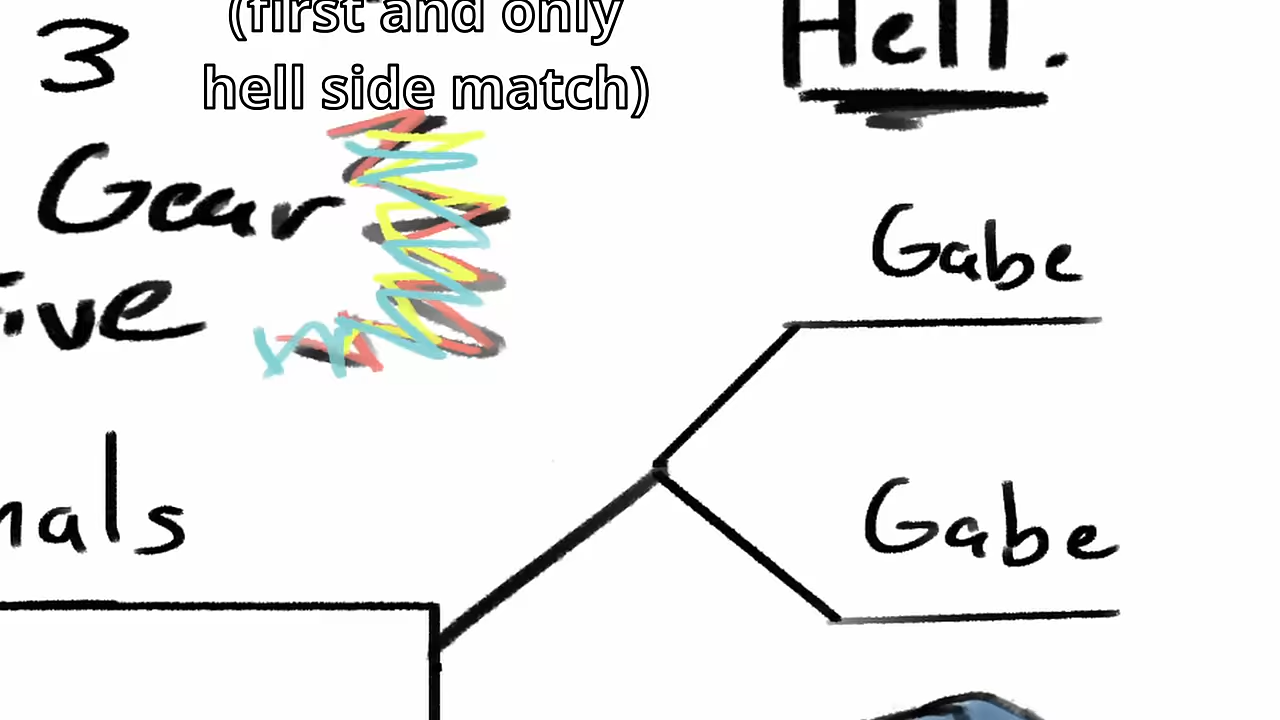 (first and only
hell side match)
Hell.
3
Gear
ive
Gabe
Gabe
nals